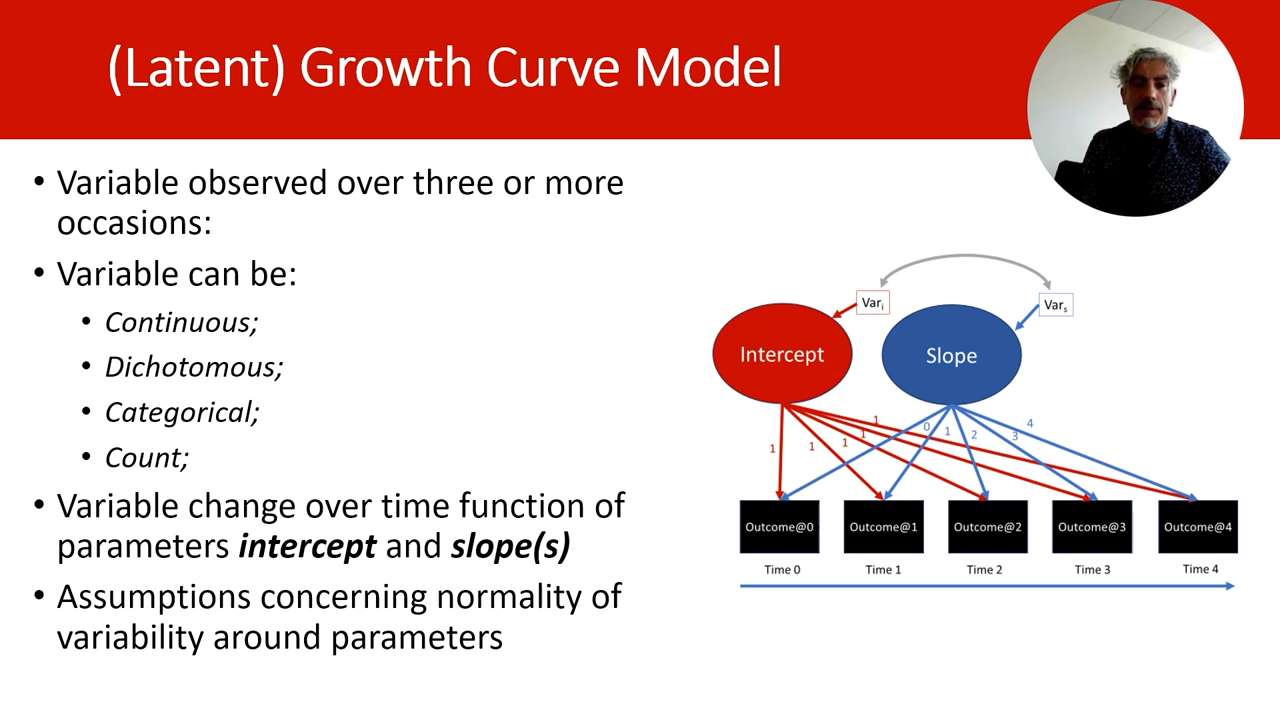 (Latent) Growth Curve Model
• Variable observed over three or more
occasions:
• Variable can be:
• Continuous;
• Dichotomous;
• Categorical;
• Count;
• Variable change over time function of
parameters intercept and slope(s)
• Assumptions concerning normality of
variability around parameters
Vari
Vars
Intercept
Slope
1 1 1 1 1
0 1 2 3 4
Outcome@0 Outcome@1 Outcome@2 Outcome@3 Outcome@4
Time 0 Time 1 Time 2 Time 3 Time 4